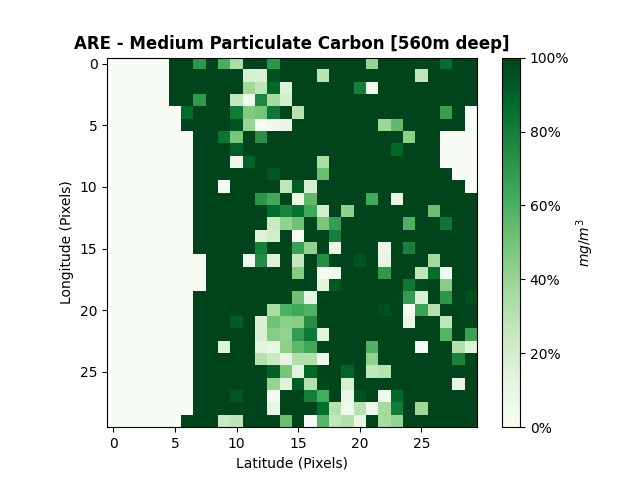 ARE - Medium Particulate Carbon [560m deep]
0
5
10
15
20
25
Longitude (Pixels)
0 5 10 15 20 25
Latitude (Pixels)
100%
80%
60%
40%
20%
0%
mg/m³